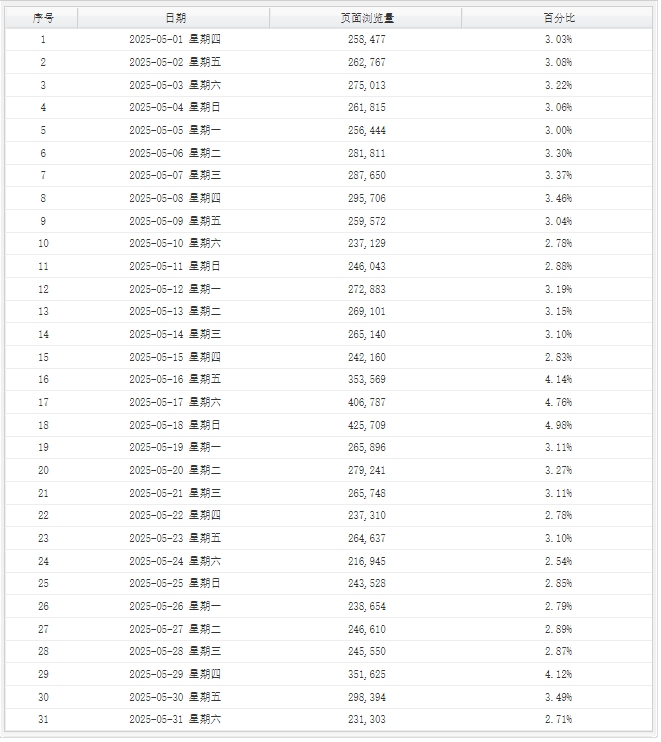 序号 日期 页面浏览量 百分比
1 2025-05-01 星期四 258,477 3.03%
2 2025-05-02 星期五 262,767 3.08%
3 2025-05-03 星期六 275,013 3.22%
4 2025-05-04 星期日 261,815 3.06%
5 2025-05-05 星期一 256,444 3.00%
6 2025-05-06 星期二 281,811 3.30%
7 2025-05-07 星期三 287,650 3.37%
8 2025-05-08 星期四 295,706 3.46%
9 2025-05-09 星期五 259,572 3.04%
10 2025-05-10 星期六 237,129 2.78%
11 2025-05-11 星期日 246,043 2.88%
12 2025-05-12 星期一 272,883 3.19%
13 2025-05-13 星期二 269,101 3.15%
14 2025-05-14 星期三 265,140 3.10%
15 2025-05-15 星期四 242,160 2.83%
16 2025-05-16 星期五 353,569 4.14%
17 2025-05-17 星期六 406,787 4.76%
18 2025-05-18 星期日 425,709 4.98%
19 2025-05-19 星期一 265,896 3.11%
20 2025-05-20 星期二 279,241 3.27%
21 2025-05-21 星期三 265,748 3.11%
22 2025-05-22 星期四 237,310 2.78%
23 2025-05-23 星期五 264,637 3.10%
24 2025-05-24 星期六 216,945 2.54%
25 2025-05-25 星期日 243,528 2.85%
26 2025-05-26 星期一 238,654 2.79%
27 2025-05-27 星期二 246,610 2.89%
28 2025-05-28 星期三 245,550 2.87%
29 2025-05-29 星期四 351,625 4.12%
30 2025-05-30 星期五 298,394 3.49%
31 2025-05-31 星期六 231,303 2.71%